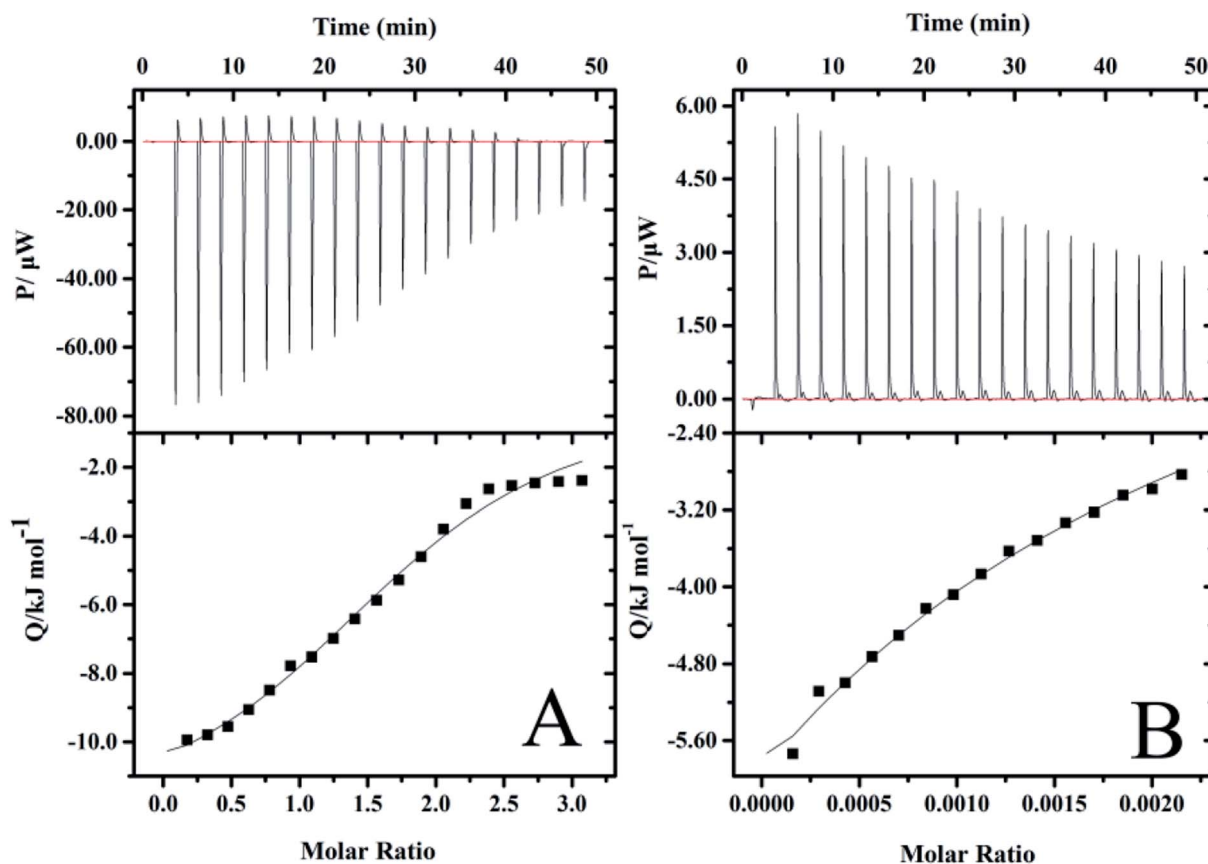 Time (min)
0 10 20 30 40 50
0.00
-20.00
-40.00
-60.00
-80.00
P/ µW
-2.0
-4.0
-6.0
-8.0
-10.0
Q/kJ mol-1
A
0.0 0.5 1.0 1.5 2.0 2.5 3.0
Molar Ratio
Time (min)
0 10 20 30 40 50
6.00
4.50
3.00
1.50
0.00
P/µW
-2.40
-3.20
-4.00
-4.80
-5.60
Q/kJ mol-1
B
0.0000 0.0005 0.0010 0.0015 0.0020
Molar Ratio